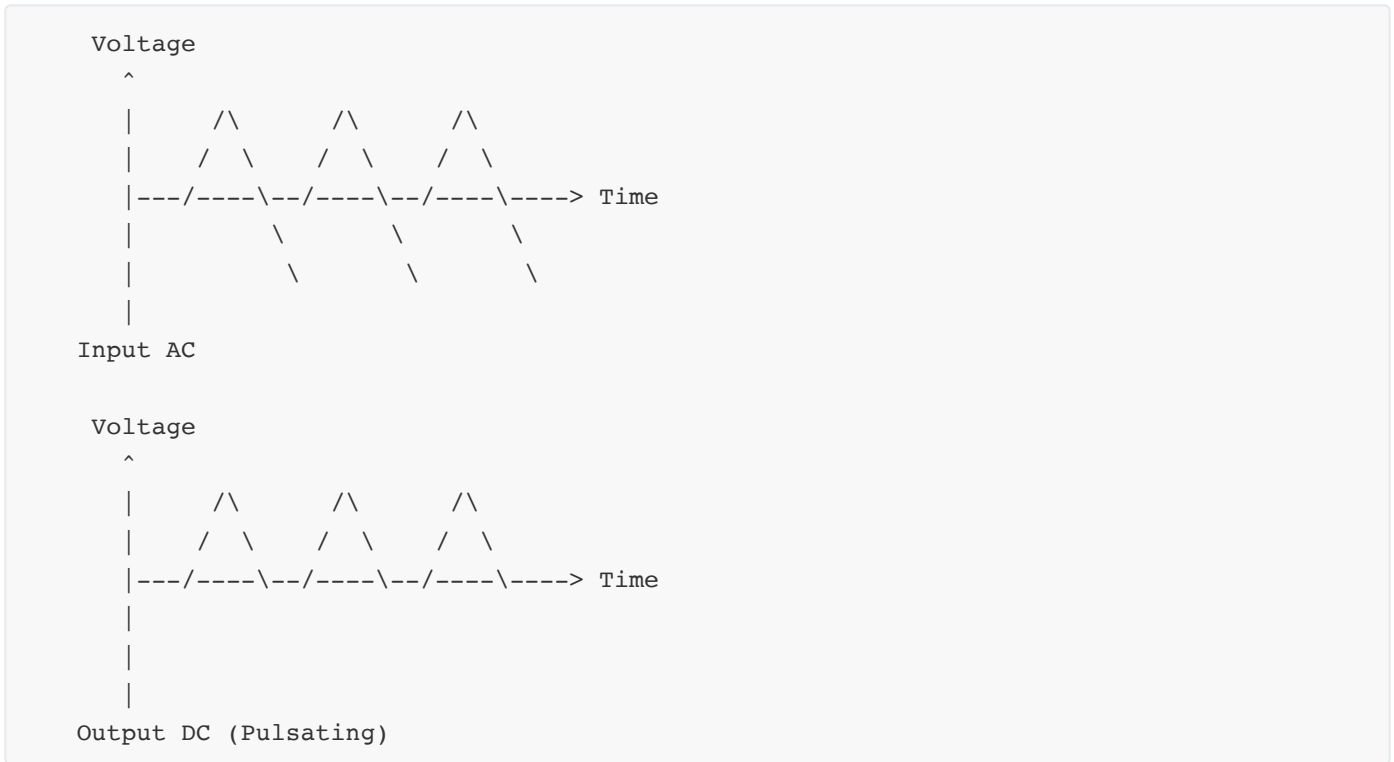 Voltage
^
|      /\      /\      /\
|     /  \    /  \    /  \
|---/----\--/----\--/----\----> Time
|          \       \       \
|           \       \       \
|
Input AC
Voltage
^
|      /\      /\      /\
|     /  \    /  \    /  \
|---/----\--/----\--/----\----> Time
|
|
|
Output DC (Pulsating)